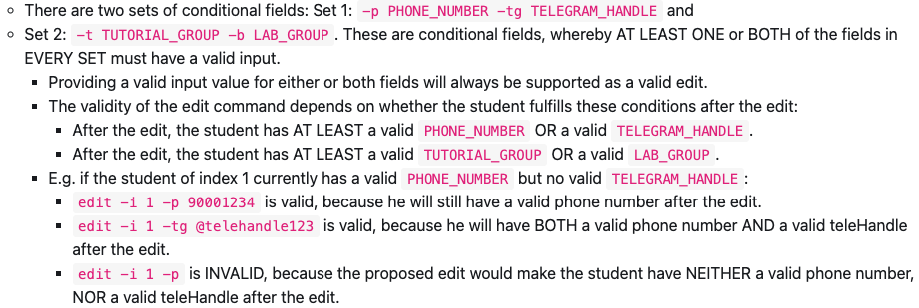 There are two sets of conditional fields: Set 1: -p PHONE_NUMBER -tg TELEGRAM_HANDLE and
Set 2: -t TUTORIAL_GROUP -b LAB_GROUP . These are conditional fields, whereby AT LEAST ONE or BOTH of the fields in
EVERY SET must have a valid input.
Providing a valid input value for either or both fields will always be supported as a valid edit.
The validity of the edit command depends on whether the student fulfills these conditions after the edit:
After the edit, the student has AT LEAST a valid PHONE_NUMBER OR a valid TELEGRAM_HANDLE .
After the edit, the student has AT LEAST a valid TUTORIAL_GROUP OR a valid LAB_GROUP .
E.g. if the student of index 1 currently has a valid PHONE_NUMBER but no valid TELEGRAM_HANDLE :
edit -i 1 -p 90001234 is valid, because he will still have a valid phone number after the edit.
edit -i 1 -tg @telehandle123 is valid, because he will have BOTH a valid phone number AND a valid teleHandle
after the edit.
edit -i 1 -p is INVALID, because the proposed edit would make the student have NEITHER a valid phone number,
NOR a valid teleHandle after the edit.